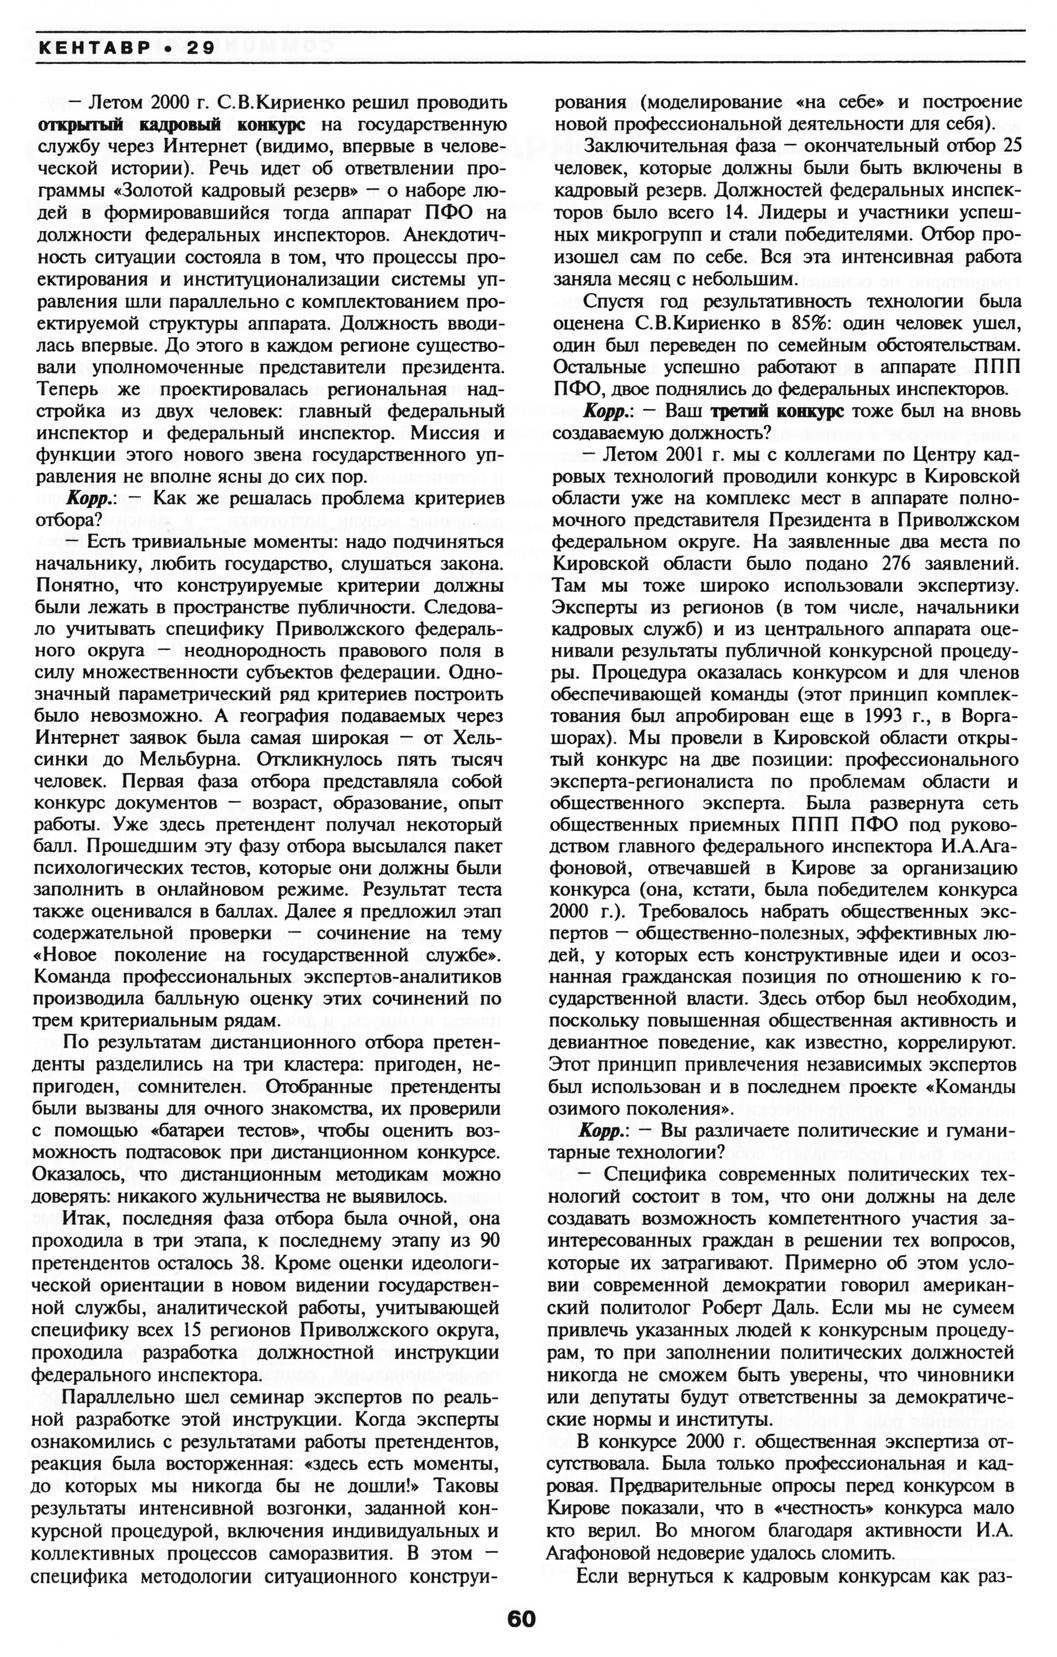 КЕНТАВР • 29
— Летом 2000 г. С.В.Кириенко решил проводить
открытый кадровый конкурс на государственную
службу через Интернет (видимо, впервые в челове-
ческой истории). Речь идет об ответвлении про-
граммы «Золотой кадровый резерв» — о наборе лю-
дей в формировавшийся тогда аппарат ПФО на
должности федеральных инспекторов. Анекдотич-
ность ситуации состояла в том, что процессы про-
ектирования и институционализации системы уп-
равления шли параллельно с комплектованием про-
ектируемой структуры аппарата. Должность вводи-
лась впервые. До этого в каждом регионе существо-
вали уполномоченные представители президента.
Теперь же проектировалась региональная над-
стройка из двух человек: главный федеральный
инспектор и федеральный инспектор. Миссия и
функции этого нового звена государственного уп-
равления не вполне ясны до сих пор.
Корр.: — Как же решалась проблема критериев
отбора?
— Есть тривиальные моменты: надо подчиняться
начальнику, любить государство, слушаться закона.
Понятно, что конструируемые критерии должны
были лежать в пространстве публичности. Следова-
ло учитывать специфику Приволжского федераль-
ного округа — неоднородность правового поля в
силу множественности субъектов федерации. Одно-
значный параметрический ряд критериев построить
было невозможно. А география подаваемых через
Интернет заявок была самая широкая — от Хель-
синки до Мельбурна. Откликнулось пять тысяч
человек. Первая фаза отбора представляла собой
конкурс документов — возраст, образование, опыт
работы. Уже здесь претендент получал некоторый
балл. Прошедшим эту фазу отбора высылался пакет
психологических тестов, которые они должны были
заполнить в онлайновом режиме. Результат теста
также оценивался в баллах. Далее я предложил этап
содержательной проверки — сочинение на тему
«Новое поколение на государственной службе».
Команда профессиональных экспертов-аналитиков
производила балльную оценку этих сочинений по
трем критериальным рядам.
По результатам дистанционного отбора претен-
денты разделились на три кластера: пригоден, не-
пригоден, сомнителен. Отобранные претенденты
были вызваны для очного знакомства, их проверили
с помощью «батареи тестов», чтобы оценить воз-
можность подтасовок при дистанционном конкурсе.
Оказалось, что дистанционным методикам можно
доверять: никакого жульничества не выявилось.
Итак, последняя фаза отбора была очной, она
проходила в три этапа, к последнему этапу из 90
претендентов осталось 38. Кроме оценки идеологи-
ческой ориентации в новом видении государствен-
ной службы, аналитической работы, учитывающей
специфику всех 15 регионов Приволжского округа,
проходила разработка должностной инструкции
федерального инспектора.
Параллельно шел семинар экспертов по реаль-
ной разработке этой инструкции. Когда эксперты
ознакомились с результатами работы претендентов,
реакция была восторженная: «здесь есть моменты,
до которых мы никогда бы не дошли!» Таковы
результаты интенсивной возгонки, заданной кон-
курсной процедурой, включения индивидуальных и
коллективных процессов саморазвития. В этом —
специфика методологии ситуационного конструи-
рования (моделирование «на себе» и построение
новой профессиональной деятельности для себя).
Заключительная фаза — окончательный отбор 25
человек, которые должны были быть включены в
кадровый резерв. Должностей федеральных инспек-
торов было всего 14. Лидеры и участники успеш-
ных микрогрупп и стали победителями. Отбор про-
изошел сам по себе. Вся эта интенсивная работа
заняла месяц с небольшим.
Спустя год результативность технологии была
оценена С.В.Кириенко в 85%: один человек ушел,
один был переведен по семейным обстоятельствам.
Остальные успешно работают в аппарате ППП
ПФО, двое поднялись до федеральных инспекторов.
Корр.: — Ваш третий конкурс тоже был на вновь
создаваемую должность?
— Летом 2001 г. мы с коллегами по Центру кад-
ровых технологий проводили конкурс в Кировской
области уже на комплекс мест в аппарате полно-
мочного представителя Президента в Приволжском
федеральном округе. На заявленные два места по
Кировской области было подано 276 заявлений.
Там мы тоже широко использовали экспертизу.
Эксперты из регионов (в том числе, начальники
кадровых служб) и из центрального аппарата оце-
нивали результаты публичной конкурсной процеду-
ры. Процедура оказалась конкурсом и для членов
обеспечивающей команды (этот принцип комплек-
тования был апробирован еще в 1993 г., в Ворга-
шорах). Мы провели в Кировской области откры-
тый конкурс на две позиции: профессионального
эксперта-регионалиста по проблемам области и
общественного эксперта. Была развернута сеть
общественных приемных ППП ПФО под руково-
дством главного федерального инспектора И.А.Ага-
фоновой, отвечавшей в Кирове за организацию
конкурса (она, кстати, была победителем конкурса
2000 г.). Требовалось набрать общественных экс-
пертов — общественно-полезных, эффективных лю-
дей, у которых есть конструктивные идеи и осоз-
нанная гражданская позиция по отношению к го-
сударственной власти. Здесь отбор был необходим,
поскольку повышенная общественная активность и
девиантное поведение, как известно, коррелируют.
Этот принцип привлечения независимых экспертов
был использован и в последнем проекте «Команды
озимого поколения».
Корр.: — Вы различаете политические и гумани-
тарные технологии?
— Специфика современных политических тех-
нологий состоит в том, что они должны на деле
создавать возможность компетентного участия за-
интересованных граждан в решении тех вопросов,
которые их затрагивают. Примерно об этом усло-
вии современной демократии говорил американ-
ский политолог Роберт Даль. Если мы не сумеем
привлечь указанных людей к конкурсным процеду-
рам, то при заполнении политических должностей
никогда не сможем быть уверены, что чиновники
или депутаты будут ответственны за демократиче-
ские нормы и институты.
В конкурсе 2000 г. общественная экспертиза от-
сутствовала. Была только профессиональная и кад-
ровая. Предварительные опросы перед конкурсом в
Кирове показали, что в «честность» конкурса мало
кто верил. Во многом благодаря активности И.А.
Агафоновой недоверие удалось сломить.
Если вернуться к кадровым конкурсам как раз-
60